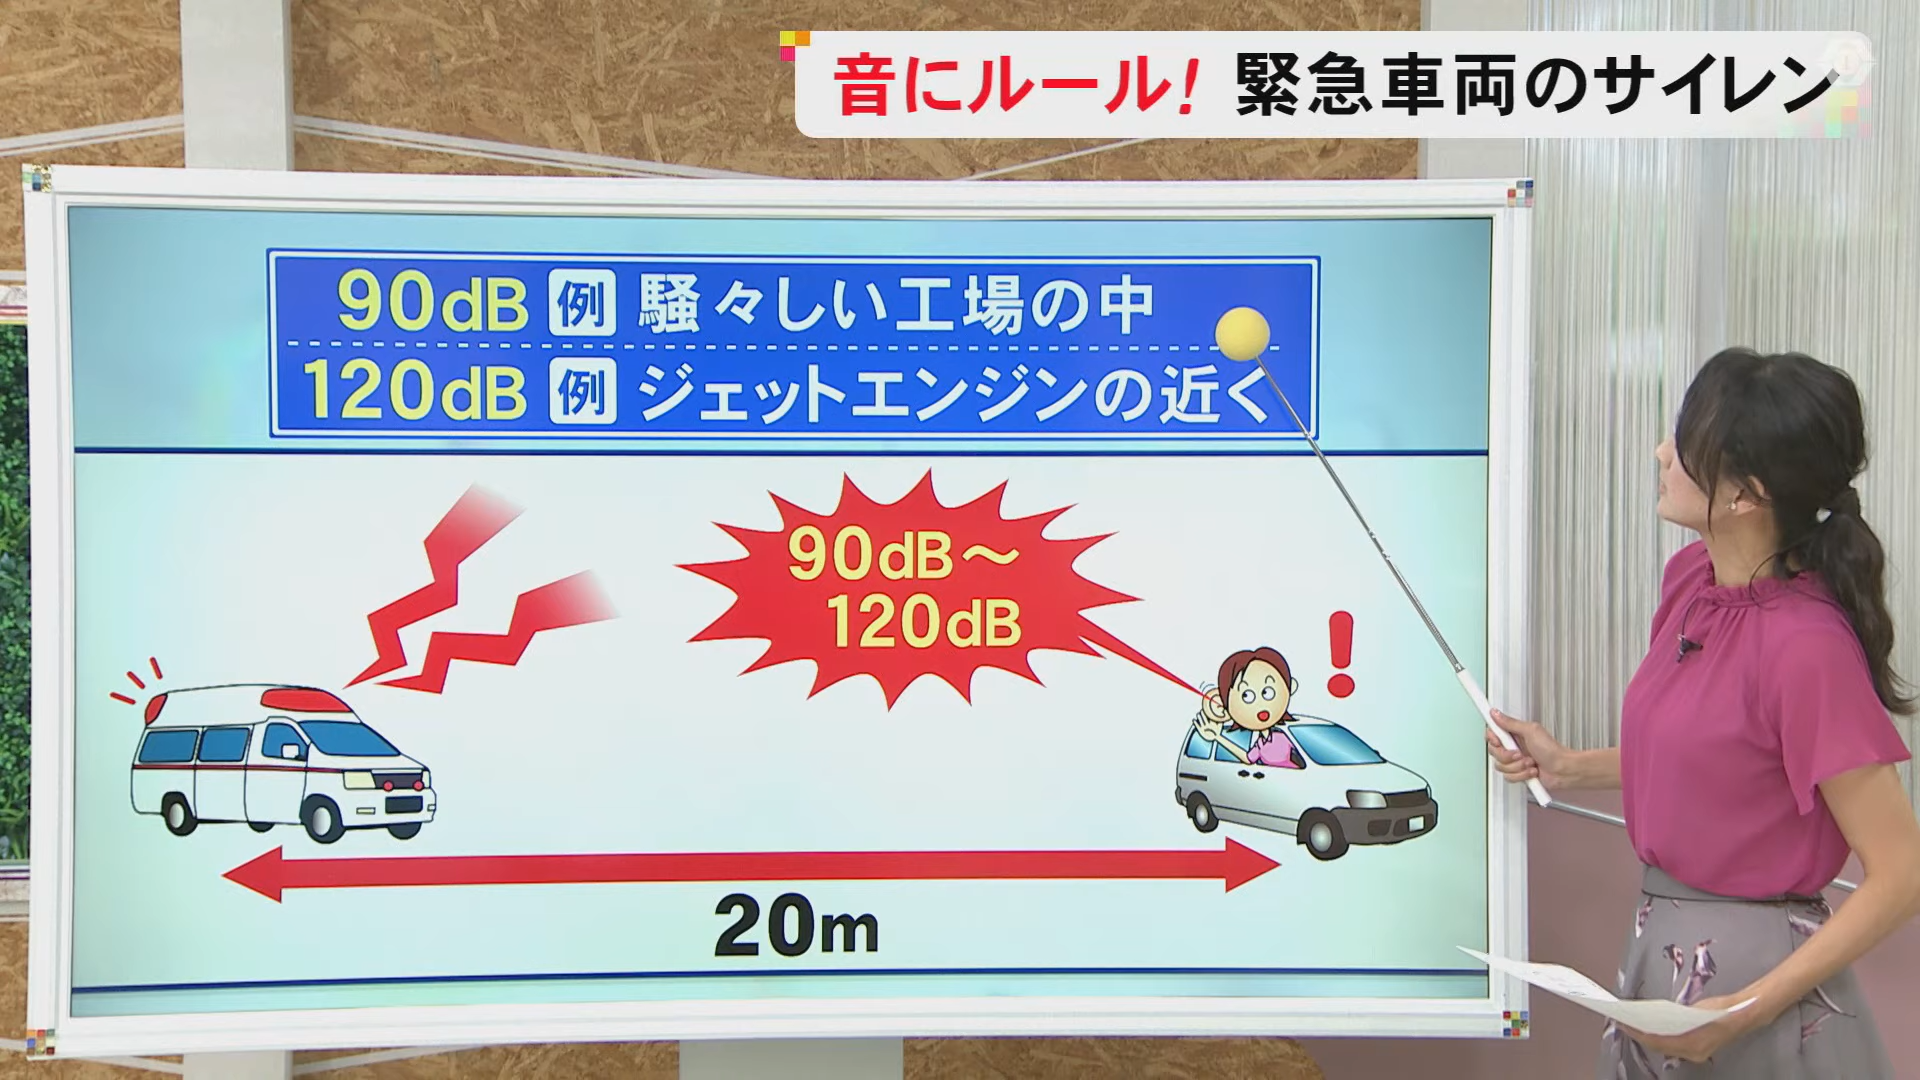 音にルール! 緊急車両のサイレン
90dB 例 騒々しい工場の中
120dB 例 ジェットエンジンの近く
90dB～
120dB
!
20m